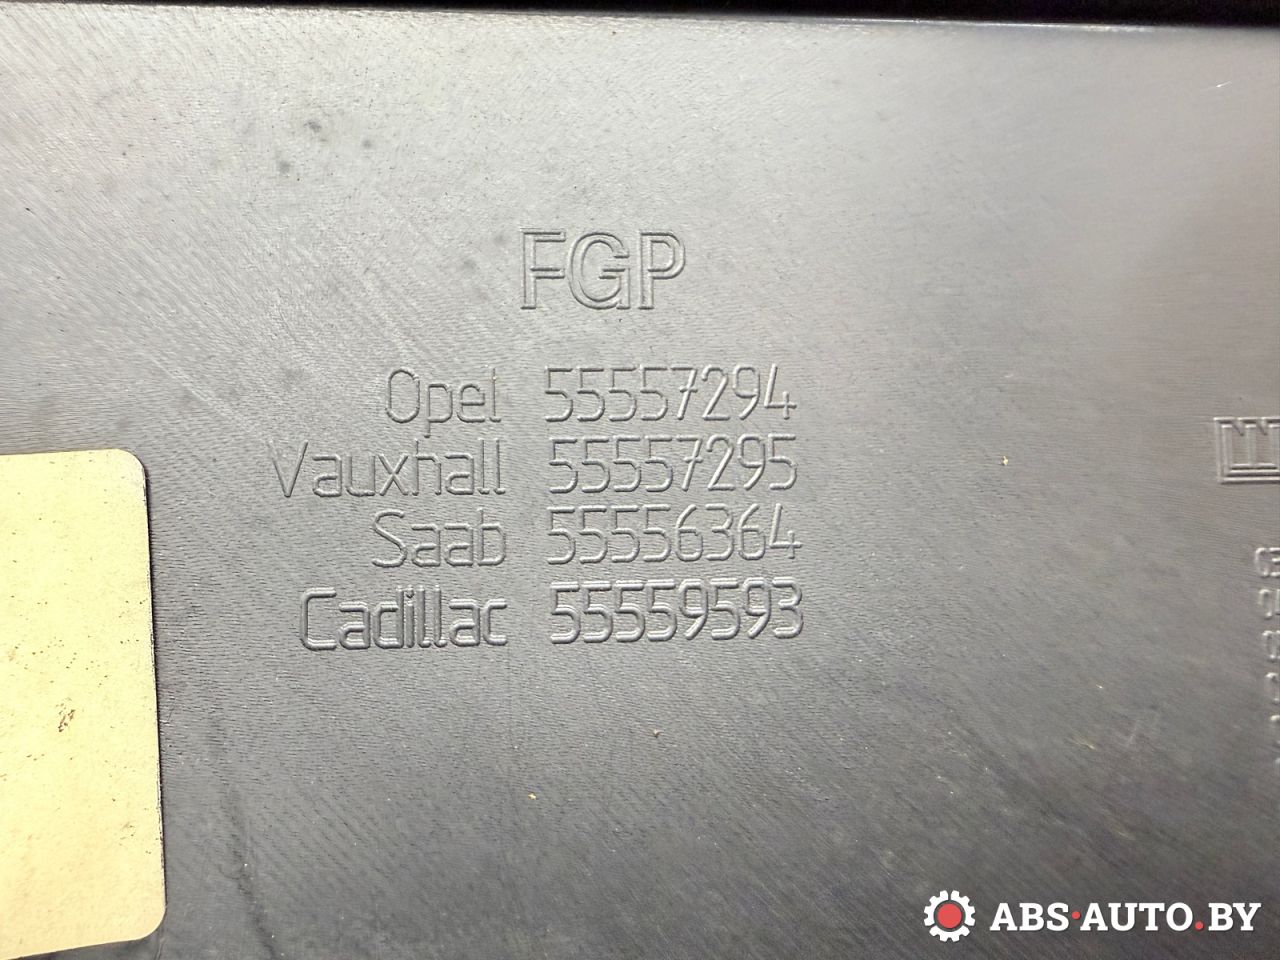 FGP
Opel 55557294
Vauxhall 55557295
Saab 55556364
Cadillac 55559593
ABS·AUTO.BY